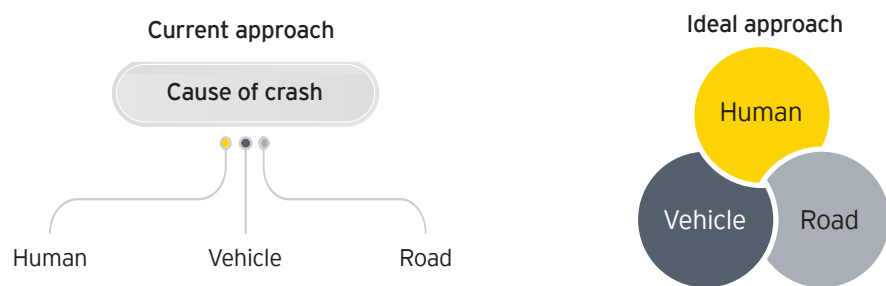 Current approach
Cause of crash
Human
Vehicle
Road
Ideal approach
Human
Vehicle
Road